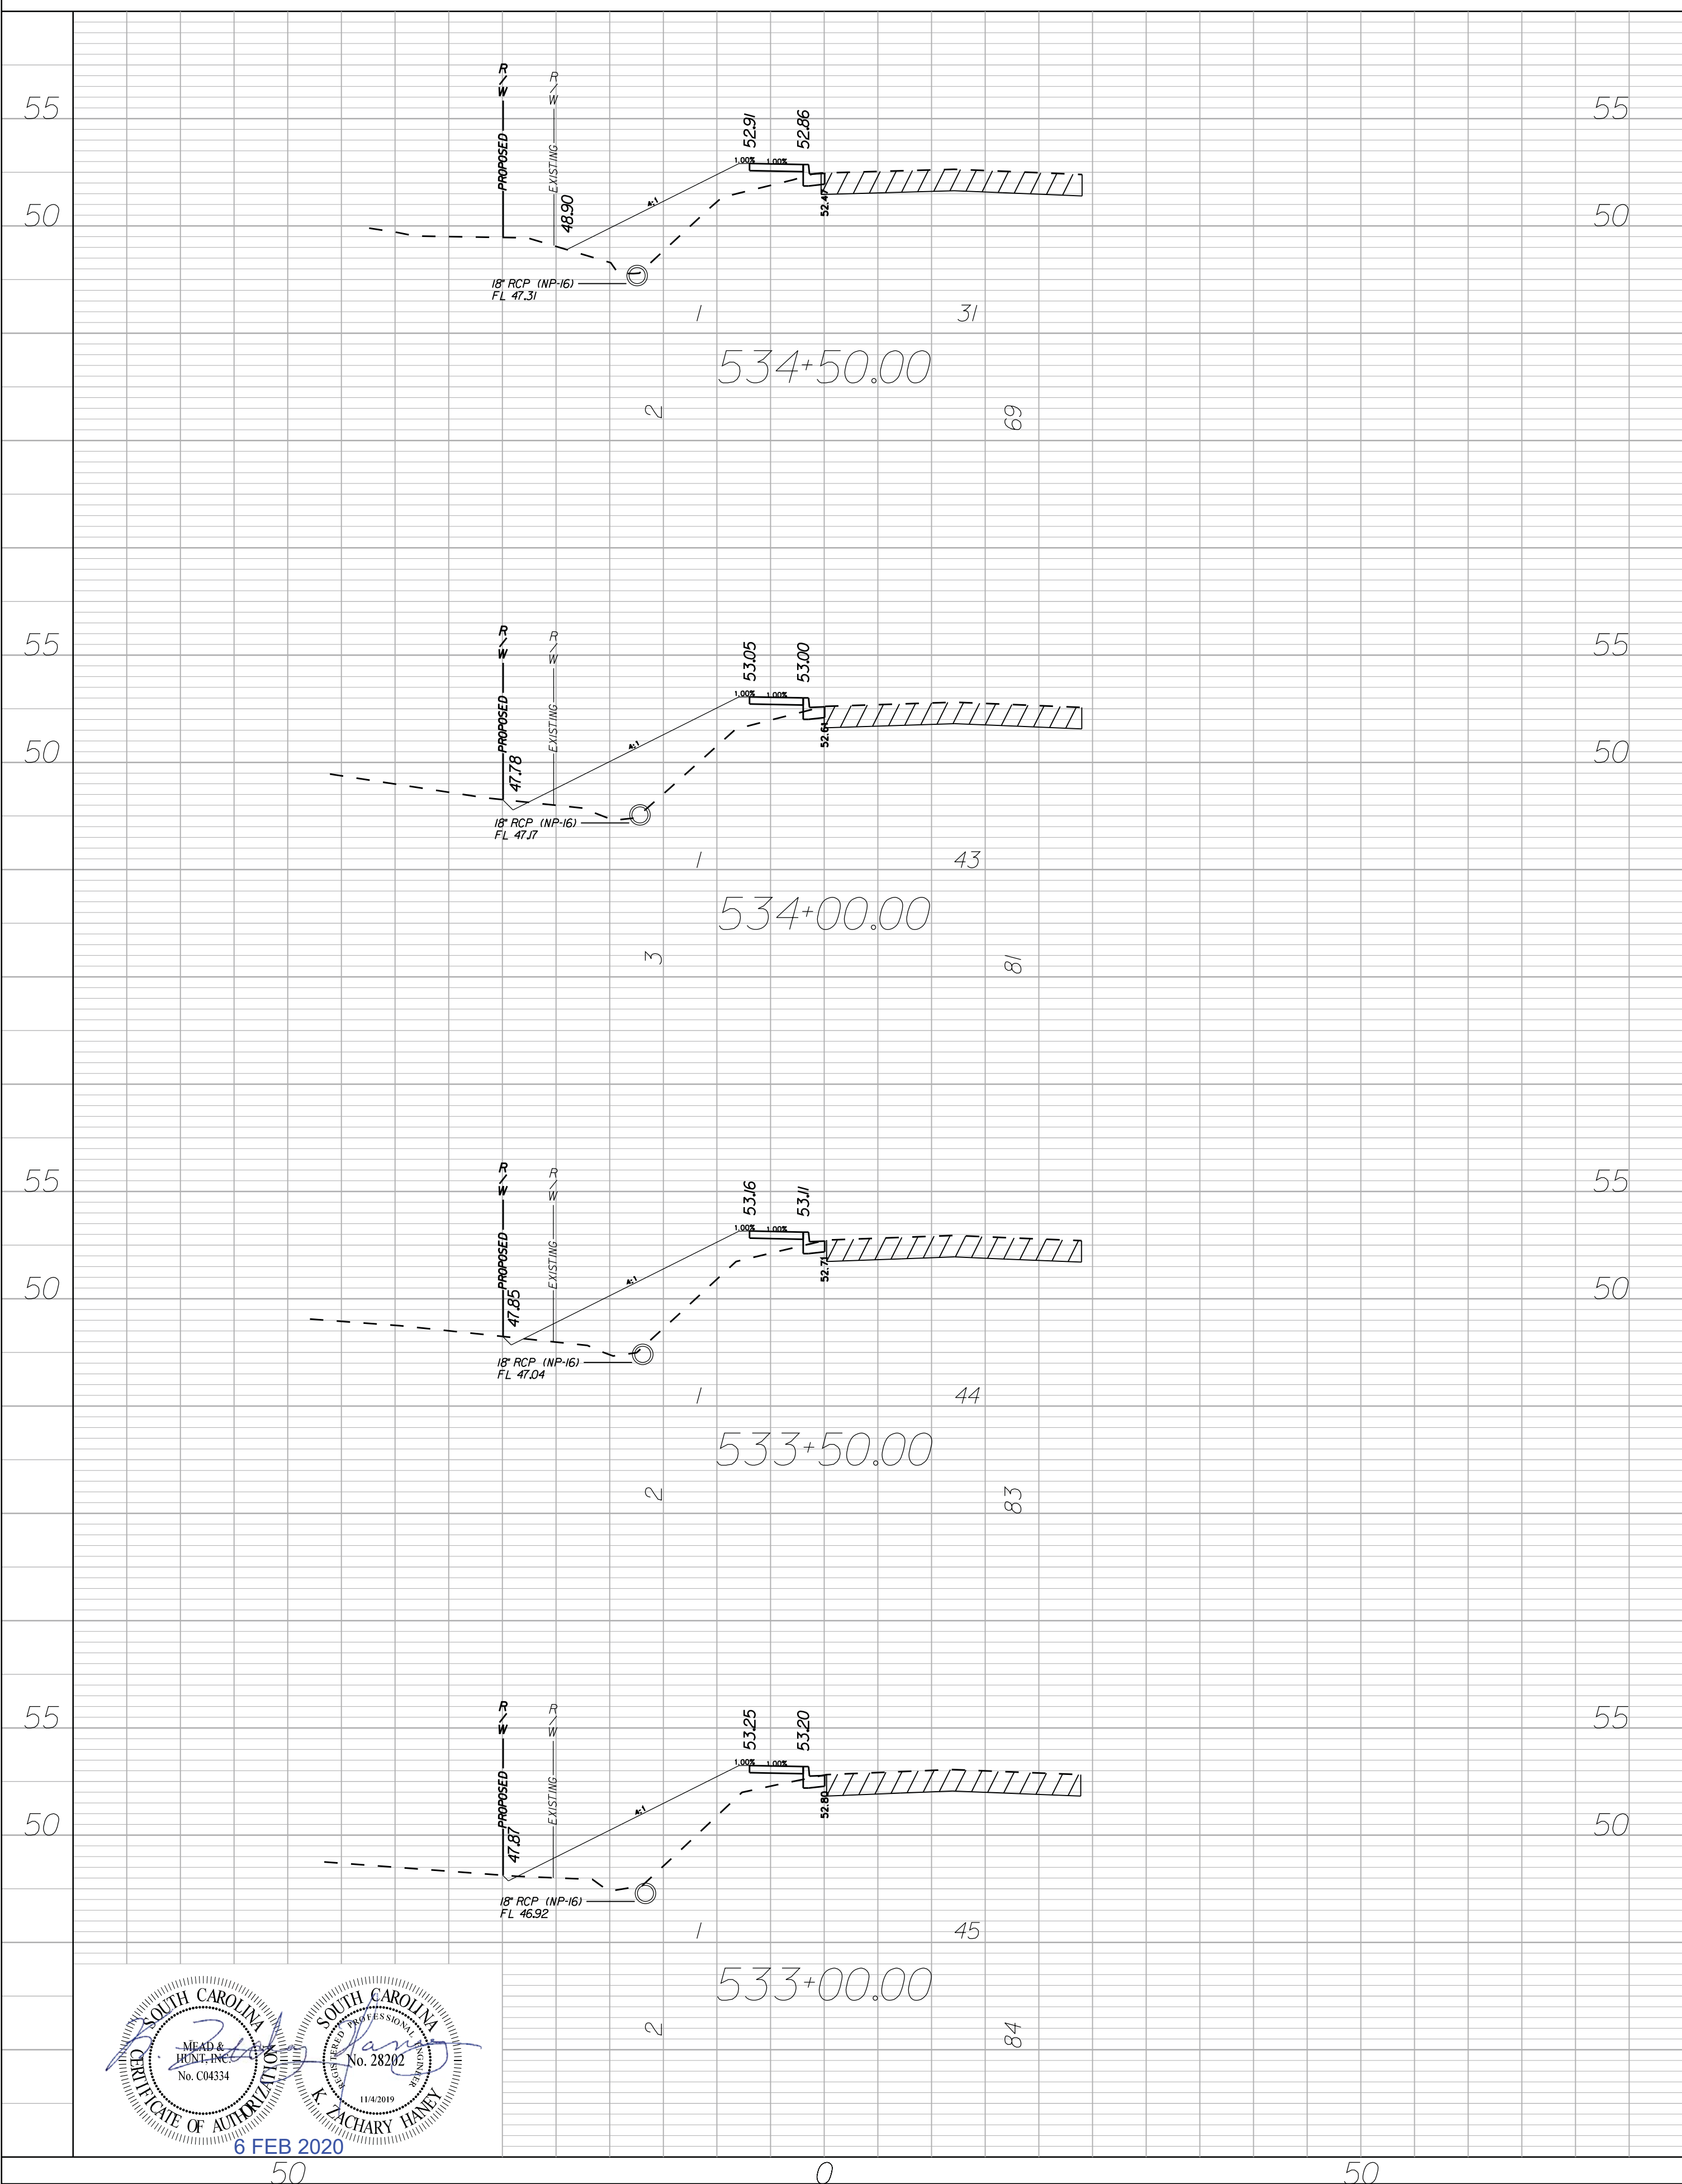 R/W
R/W
PROPOSED
EXISTING
55
52.91
52.86
55
1.00%
1.00%
4:1
50
48.90
52.47
50
18" RCP (NP-16)
FL 47.31
1
31
534+50.00
2
69
R/W
R/W
PROPOSED
EXISTING
55
53.05
53.00
55
1.00%
1.00%
4:1
50
47.78
52.61
50
18" RCP (NP-16)
FL 47.17
1
43
534+00.00
3
81
R/W
R/W
PROPOSED
EXISTING
55
53.16
53.11
55
1.00%
1.00%
4:1
50
47.85
52.71
50
18" RCP (NP-16)
FL 47.04
1
44
533+50.00
2
83
R/W
R/W
PROPOSED
EXISTING
55
53.25
53.20
55
1.00%
1.00%
4:1
50
47.87
52.80
50
18" RCP (NP-16)
FL 46.92
1
45
533+00.00
2
84
SOUTH CAROLINA
MEAD &
HUNT, INC.
No. C04334
CERTIFICATE OF AUTHORIZATION
SOUTH CAROLINA
REGISTERED PROFESSIONAL ENGINEER
No. 28202
11/4/2019
K. ZACHARY HANEY
6 FEB 2020
50
0
50